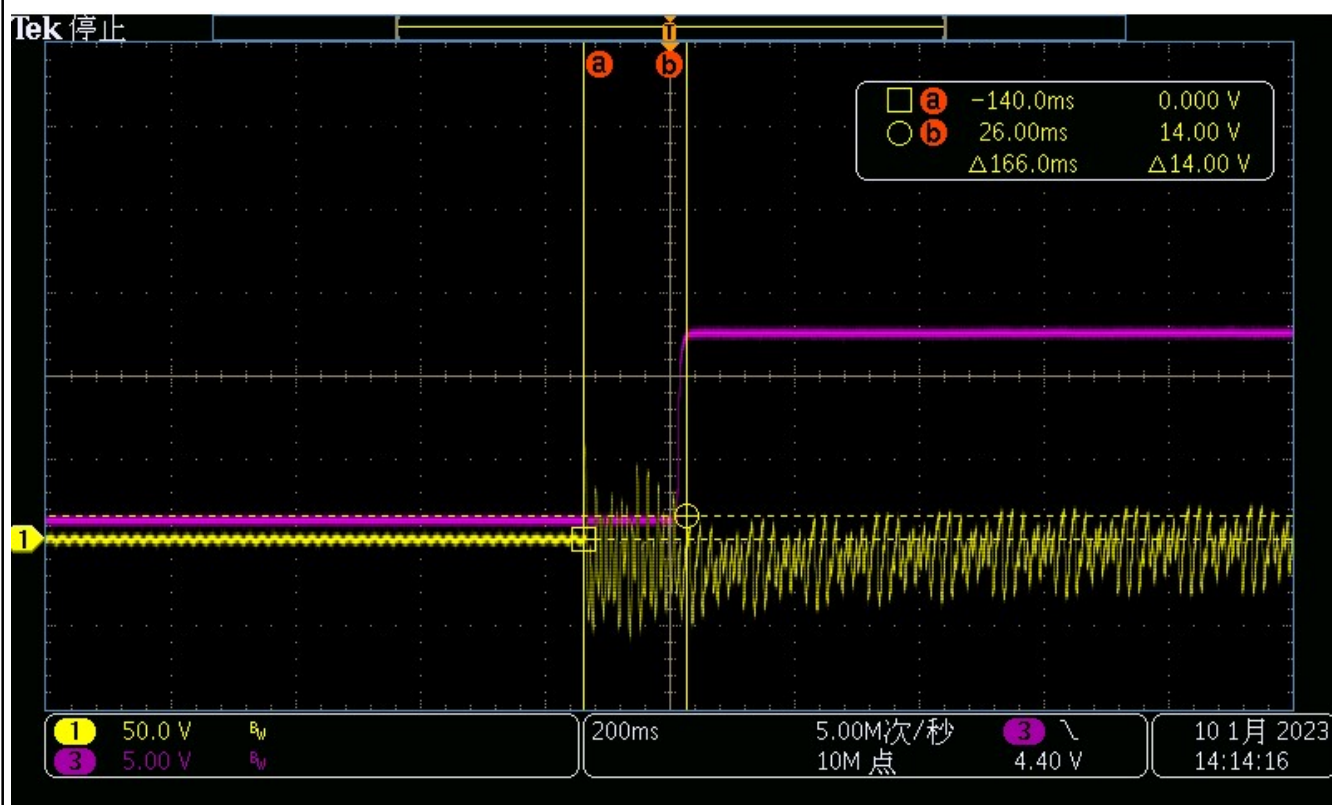 Tek 停止
T
a b
a -140.0ms 0.000 V
b 26.00ms 14.00 V
△166.0ms △14.00 V
1
1 50.0 V BW
3 5.00 V BW
200ms 5.00M次/秒 3 \ 
10M 点 4.40 V
10 1月 2023
14:14:16